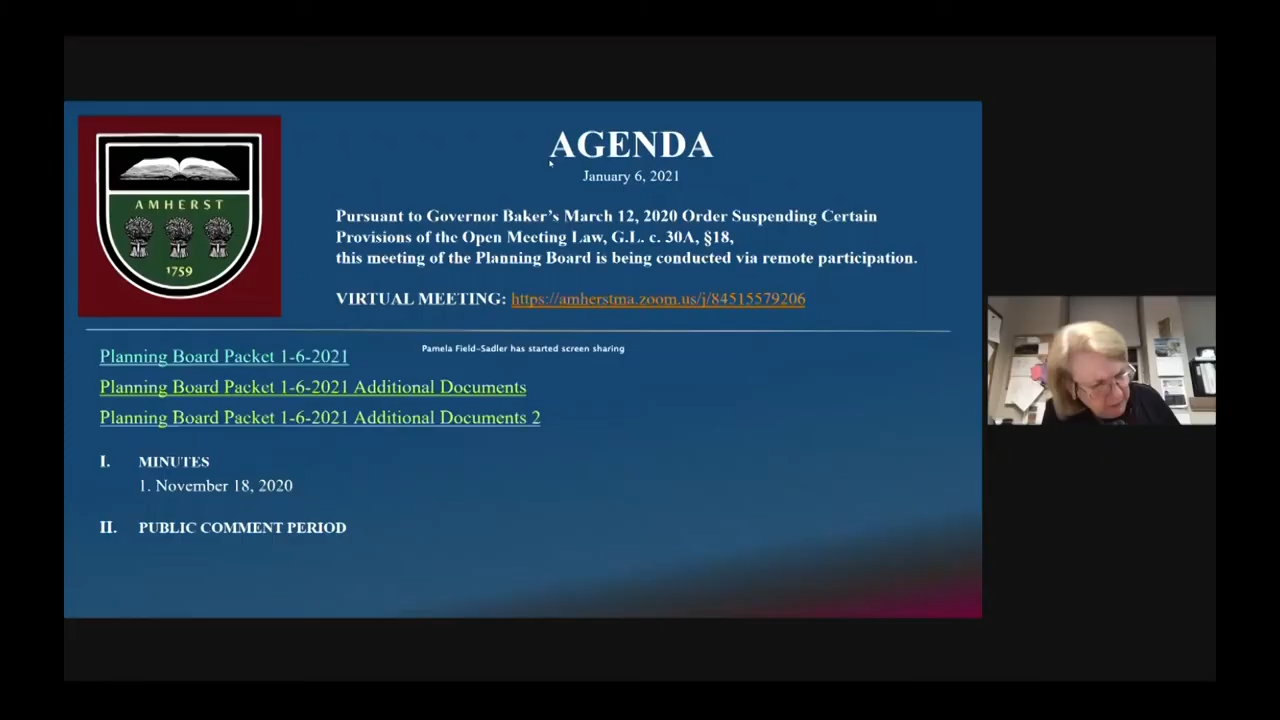 AMHERST
1759
AGENDA
January 6, 2021
Pursuant to Governor Baker's March 12, 2020 Order Suspending Certain
Provisions of the Open Meeting Law, G.L. c. 30A, §18,
this meeting of the Planning Board is being conducted via remote participation.
VIRTUAL MEETING: https://amherstma.zoom.us/j/84515579206
Pamela Field-Sadler has started screen sharing
Planning Board Packet 1-6-2021
Planning Board Packet 1-6-2021 Additional Documents
Planning Board Packet 1-6-2021 Additional Documents 2
I. MINUTES
1. November 18, 2020
II. PUBLIC COMMENT PERIOD